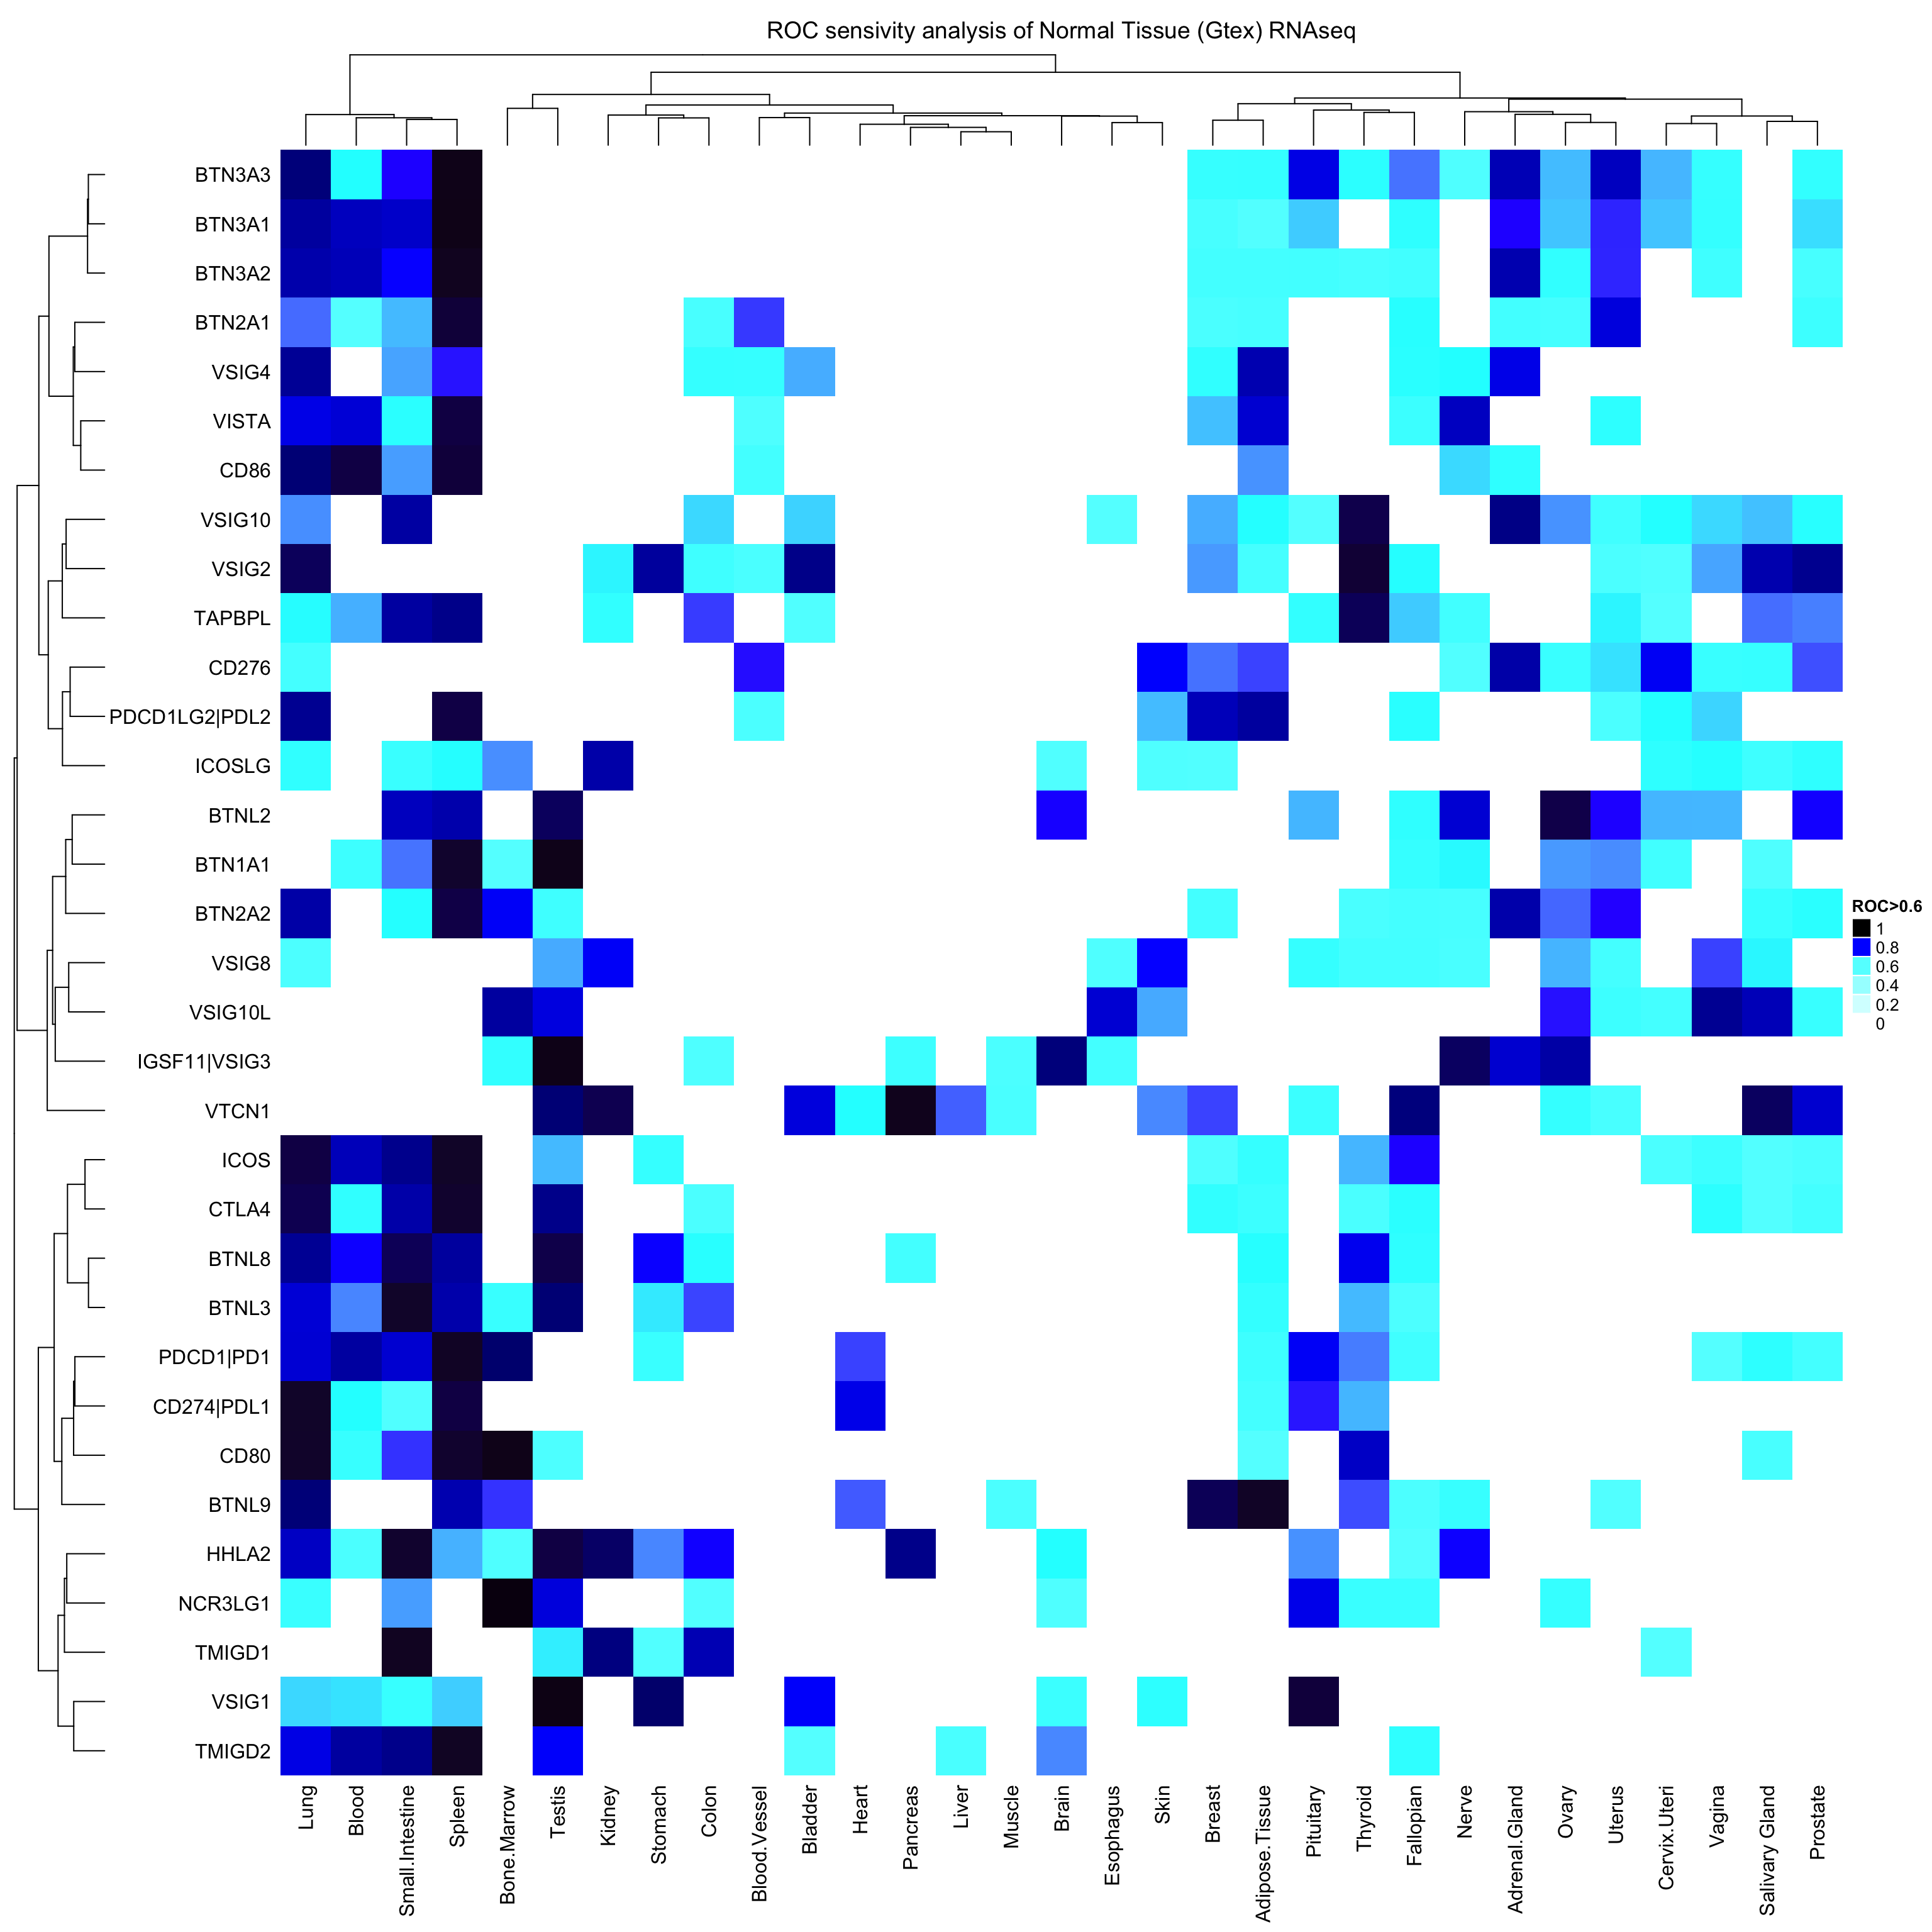 ROC sensivity analysis of Normal Tissue (Gtex) RNAseq
BTN3A3
BTN3A1
BTN3A2
BTN2A1
VSIG4
VISTA
CD86
VSIG10
VSIG2
TAPBPL
CD276
PDCD1LG2|PDL2
ICOSLG
BTNL2
BTN1A1
BTN2A2
VSIG8
VSIG10L
IGSF11|VSIG3
VTCN1
ICOS
CTLA4
BTNL8
BTNL3
PDCD1|PD1
CD274|PDL1
CD80
BTNL9
HHLA2
NCR3LG1
TMIGD1
VSIG1
TMIGD2
ROC>0.6
1
0.8
0.6
0.4
0.2
0
Lung
Blood
Small.Intestine
Spleen
Bone.Marrow
Testis
Kidney
Stomach
Colon
Blood.Vessel
Bladder
Heart
Pancreas
Liver
Muscle
Brain
Esophagus
Skin
Breast
Adipose.Tissue
Pituitary
Thyroid
Fallopian
Nerve
Adrenal.Gland
Ovary
Uterus
Cervix.Uteri
Vagina
Salivary Gland
Prostate